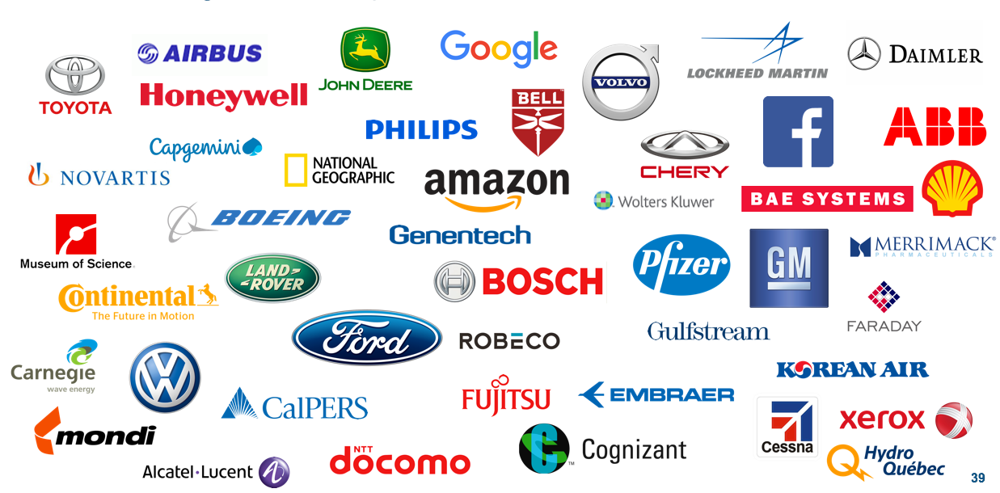 TOYOTA
AIRBUS
Honeywell
JOHN DEERE
Google
VOLVO
LOCKHEED MARTIN
DAIMLER
PHILIPS
BELL
f
ABB
Capgemini
NOVARTIS
NATIONAL
GEOGRAPHIC
amazon
CHERY
Wolters Kluwer
BAE SYSTEMS
BOEING
Museum of Science
Genentech
LAND-
-ROVER
BOSCH
Pfizer
GM
MERRIMACK®
PHARMACEUTICALS
Continental
The Future in Motion
Ford
ROBECO
Gulfstream
FARADAY
Carnegie
wave energy
VW
CalPERS
FUJITSU
EMBRAER
KOREAN AIR
mondi
Alcatel·Lucent
NTT
döcomo
Cognizant
TM
Cessna
xerox
Hydro
Québec
39